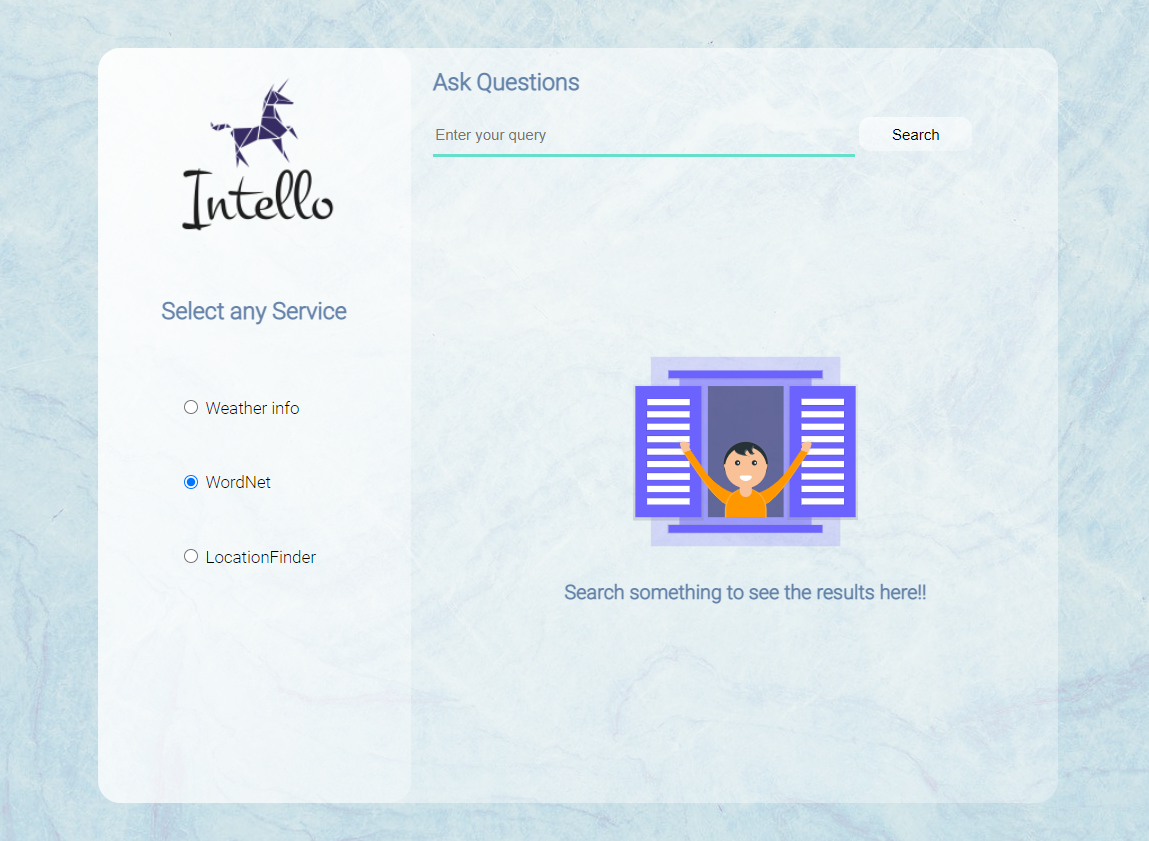 Intello
Select any Service
Weather info
WordNet
LocationFinder
Ask Questions
Enter your query
Search
Search something to see the results here!!